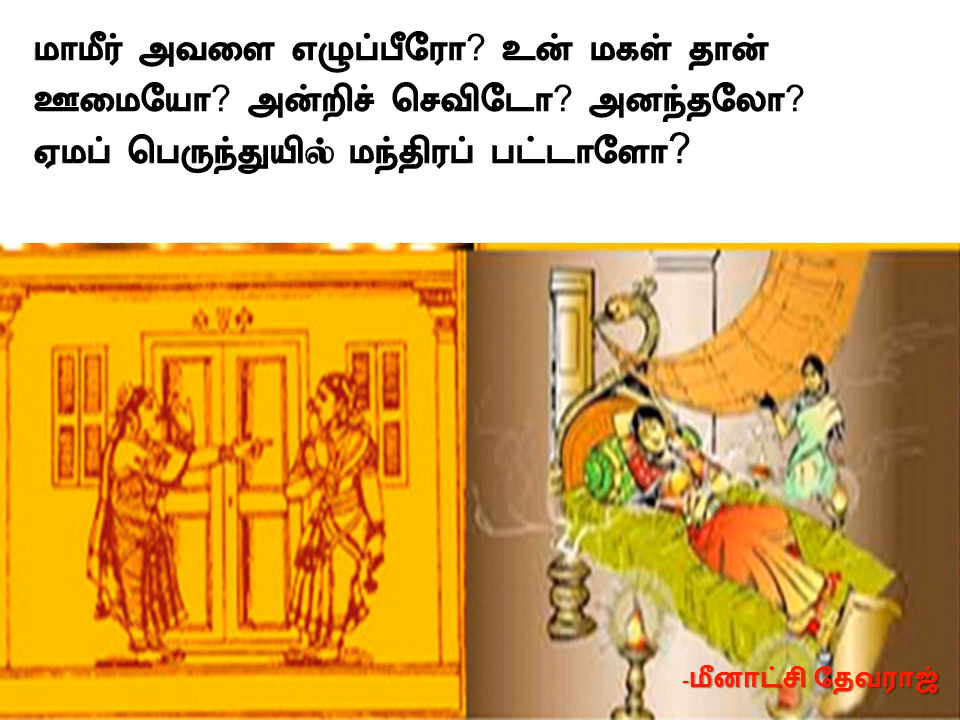 மாமீர் அவளை எழுப்பீரோ? உன் மகள் தான்
ஊமையோ? அன்றிச் செவிடோ? அனந்தலோ?
ஏமப் பெருந்துயில் மந்திரப் பட்டாளோ?
-மீனாட்சி தேவராஜ்